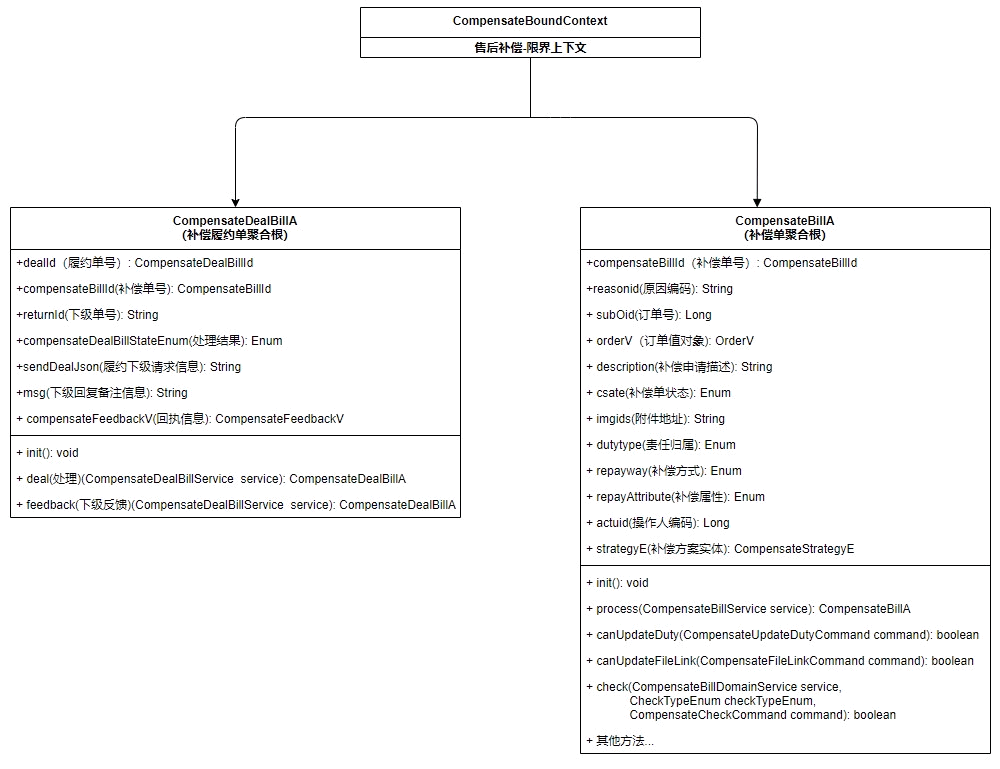 CompensateBoundContext
售后补偿-限界上下文
CompensateDealBillA
(补偿履约单聚合根)
+dealId（履约单号）: CompensateDealBillId
+compensateBillId(补偿单号): CompensateBillId
+returnId(下级单号): String
+compensateDealBillStateEnum(处理结果): Enum
+sendDealJson(履约下级请求信息): String
+msg(下级回复备注信息): String
+ compensateFeedbackV(回执信息): CompensateFeedbackV
+ init(): void
+ deal(处理)(CompensateDealBillService  service): CompensateDealBillA
+ feedback(下级反馈)(CompensateDealBillService  service): CompensateDealBillA
CompensateBillA
(补偿单聚合根)
+compensateBillId（补偿单号）: CompensateBillId
+reasonid(原因编码): String
+ subOid(订单号): Long
+ orderV（订单值对象）: OrderV
+ description(补偿申请描述): String
+ csate(补偿单状态): Enum
+ imgids(附件地址): String
+ dutytype(责任归属): Enum
+ repayway(补偿方式): Enum
+ repayAttribute(补偿属性): Enum
+ actuid(操作人编码): Long
+ strategyE(补偿方案实体): CompensateStrategyE
+ init(): void
+ process(CompensateBillService service): CompensateBillA
+ canUpdateDuty(CompensateUpdateDutyCommand command): boolean
+ canUpdateFileLink(CompensateFileLinkCommand command): boolean
+ check(CompensateBillDomainService service,
CheckTypeEnum checkTypeEnum,
CompensateCheckCommand command): boolean
+ 其他方法...